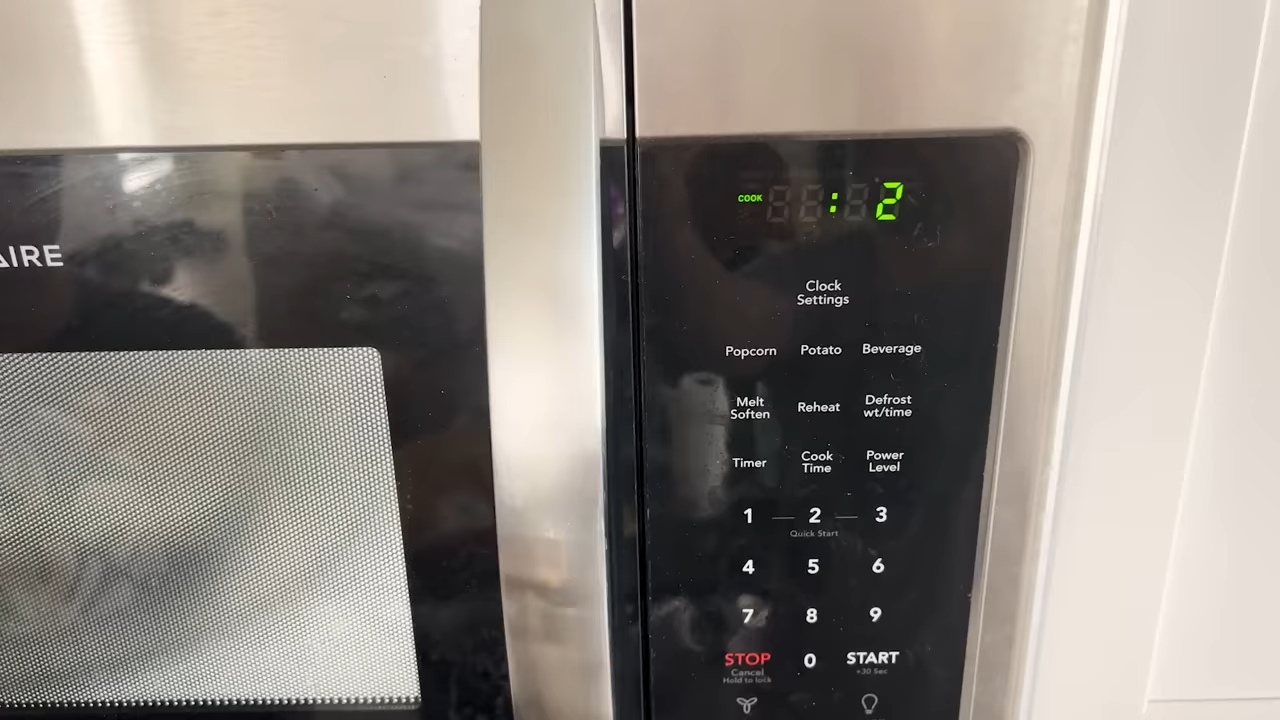 AIRE
COOK : 2
Clock
Settings
Popcorn Potato Beverage
Melt
Soften
Reheat
Defrost
wt/time
Timer
Cook
Time
Power
Level
1 2 3
Quick Start
4 5 6
7 8 9
STOP 0 START
Cancel
Hold to lock
+30 Sec